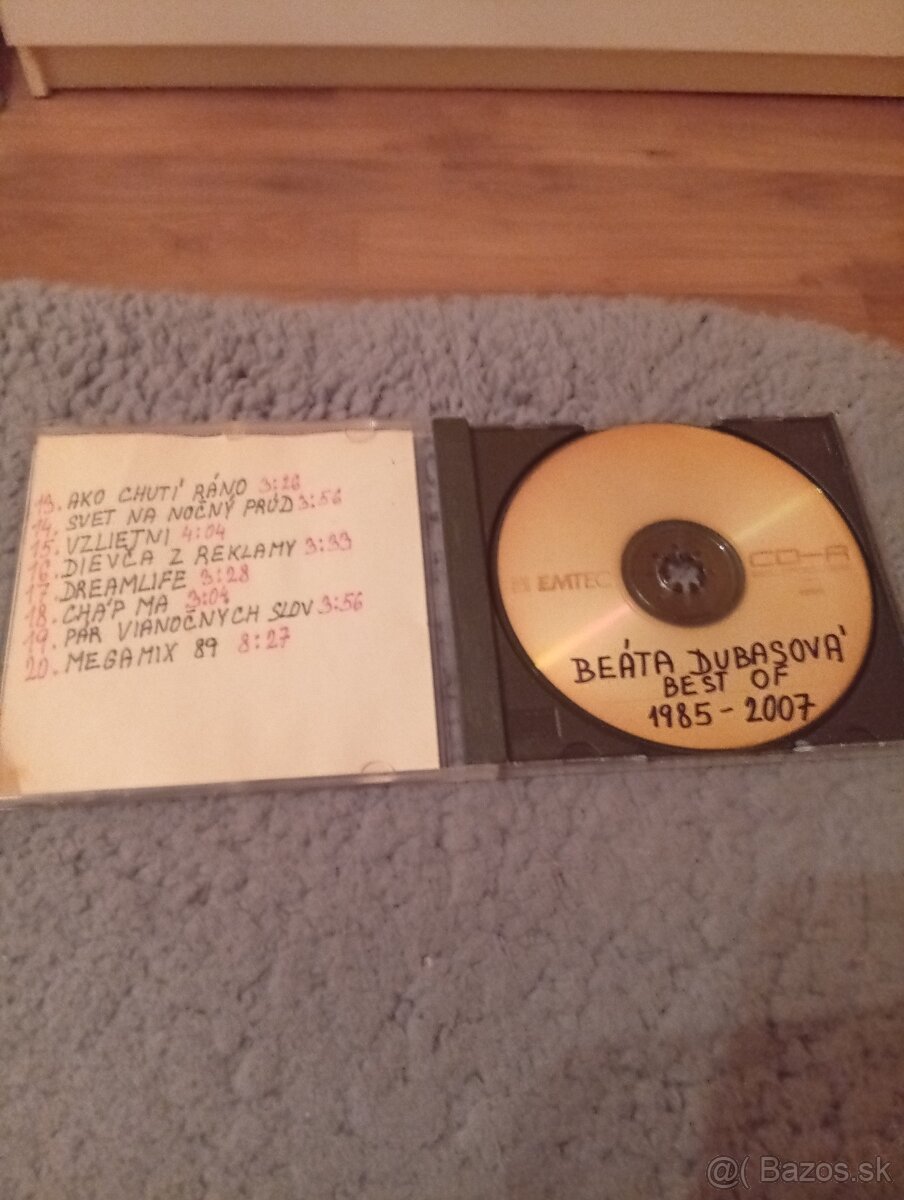 13. AKO CHUTÍ RÁNO 3:26
14. SVET NA NOČNÝ PRÚD 3:56
15. VZLIETNI 4:04
16. DIEVČA Z REKLAMY 3:33
17. DREAMLIFE 3:28
18. CHÁP MA 3:04
19. PÁR VIANOČNÝCH SLOV 3:56
20. MEGAMIX 89 8:27
EMTEC
CD-R
BEÁTA DUBASOVÁ
BEST OF
1985-2007
@( Bazos.sk